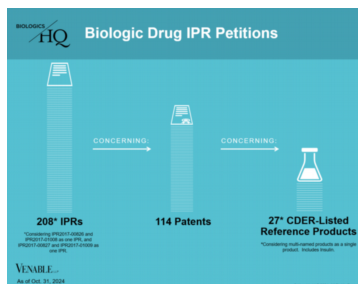 BIOLOGICS
HQ
Biologic Drug IPR Petitions
CONCERNING:
CONCERNING:
208* IPRs
*Considering IPR2017-00826 and
IPR2017-01008 as one IPR, and
IPR2017-00827 and IPR2017-01009 as
one IPR.
114 Patents
27* CDER-Listed
Reference Products
*Considering multi-named products as a single
product. Includes Insulin.
VENABLE LLP
As of Oct. 31, 2024